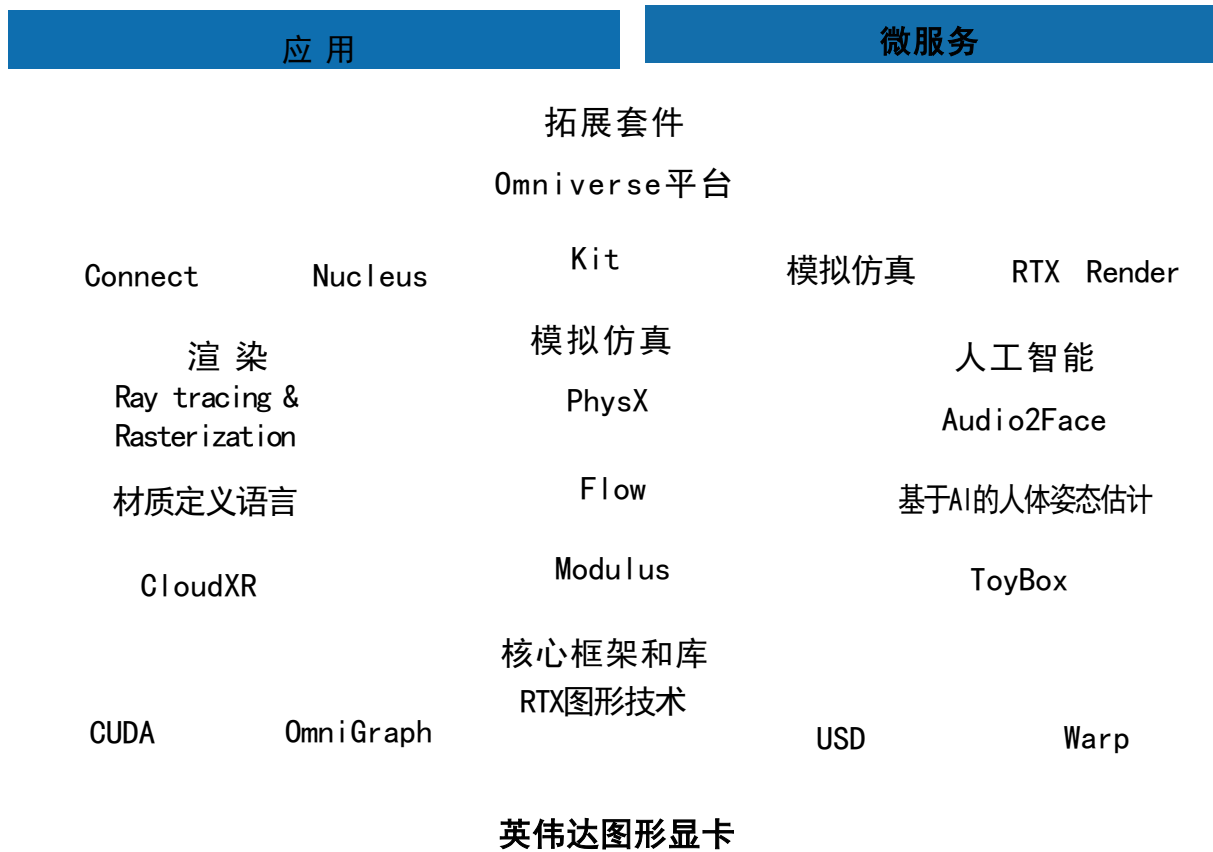 应 用
微服务
拓展套件
Omniverse平台
Connect
Nucleus
Kit
模拟仿真
RTX Render
渲 染
模拟仿真
人工智能
Ray tracing &
Rasterization
PhysX
Audio2Face
材质定义语言
Flow
基于AI的人体姿态估计
CloudXR
Modulus
ToyBox
核心框架和库
RTX图形技术
CUDA
OmniGraph
USD
Warp
英伟达图形显卡